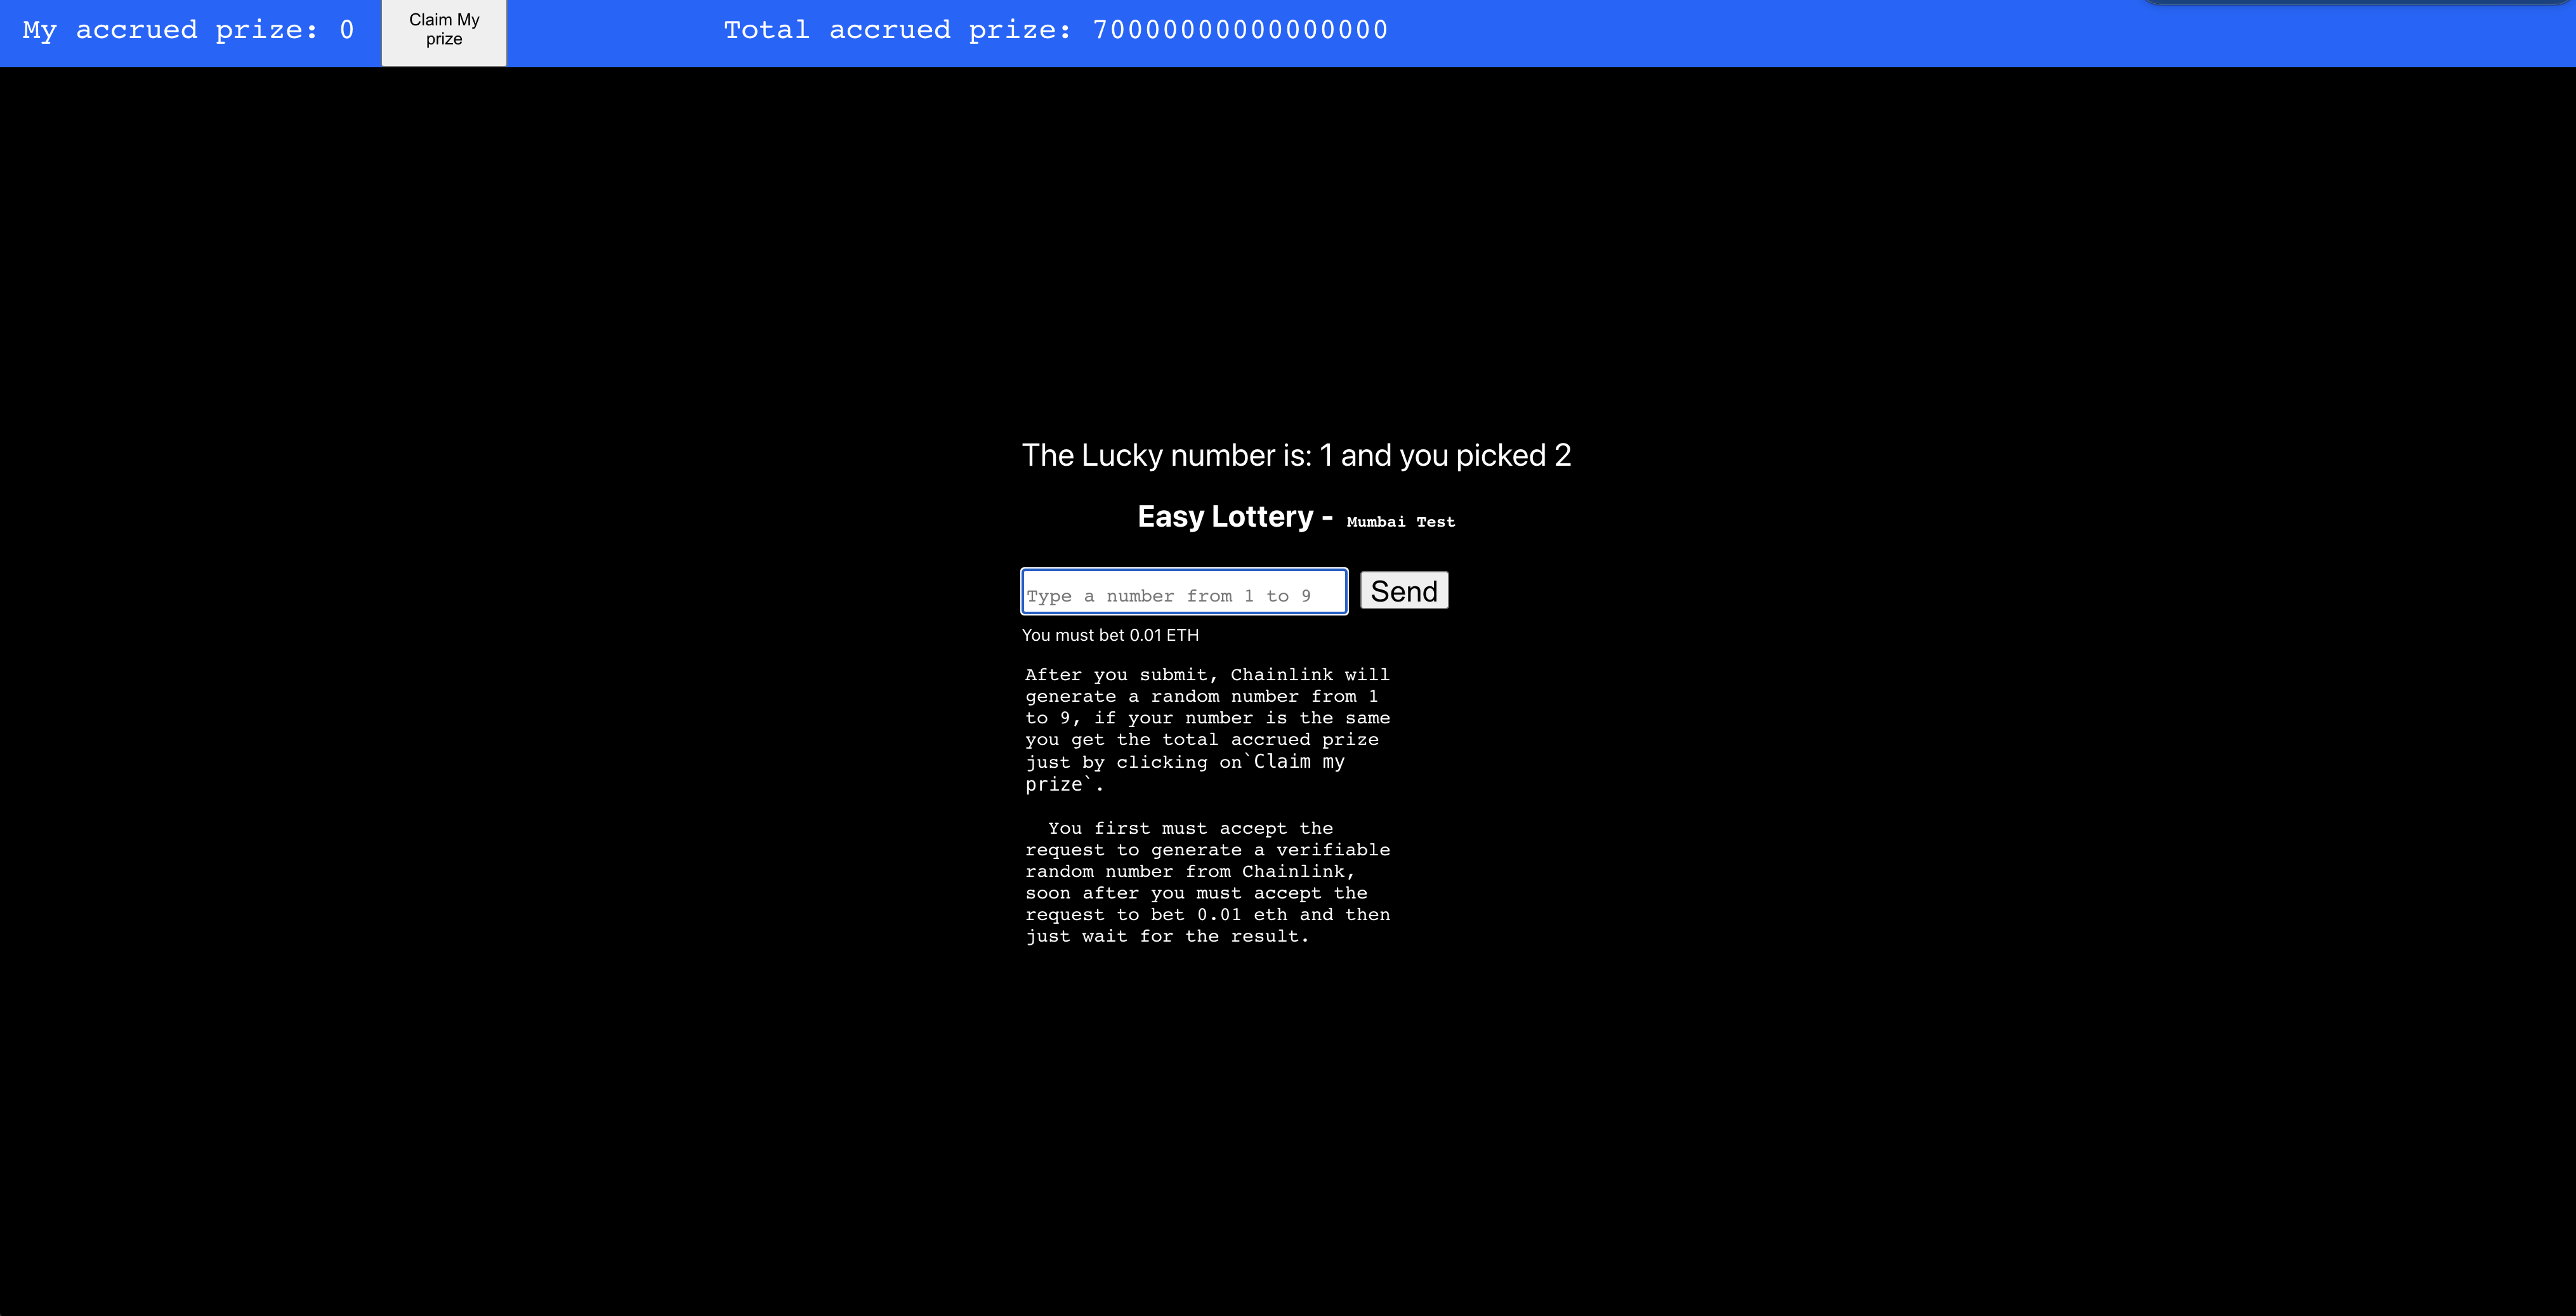 My accrued prize: 0
Claim My
prize
Total accrued prize: 70000000000000000
The Lucky number is: 1 and you picked 2
Easy Lottery - Mumbai Test
Type a number from 1 to 9
Send
You must bet 0.01 ETH
After you submit, Chainlink will
generate a random number from 1
to 9, if your number is the same
you get the total accrued prize
just by clicking on`Claim my
prize`.
You first must accept the
request to generate a verifiable
random number from Chainlink,
soon after you must accept the
request to bet 0.01 eth and then
just wait for the result.